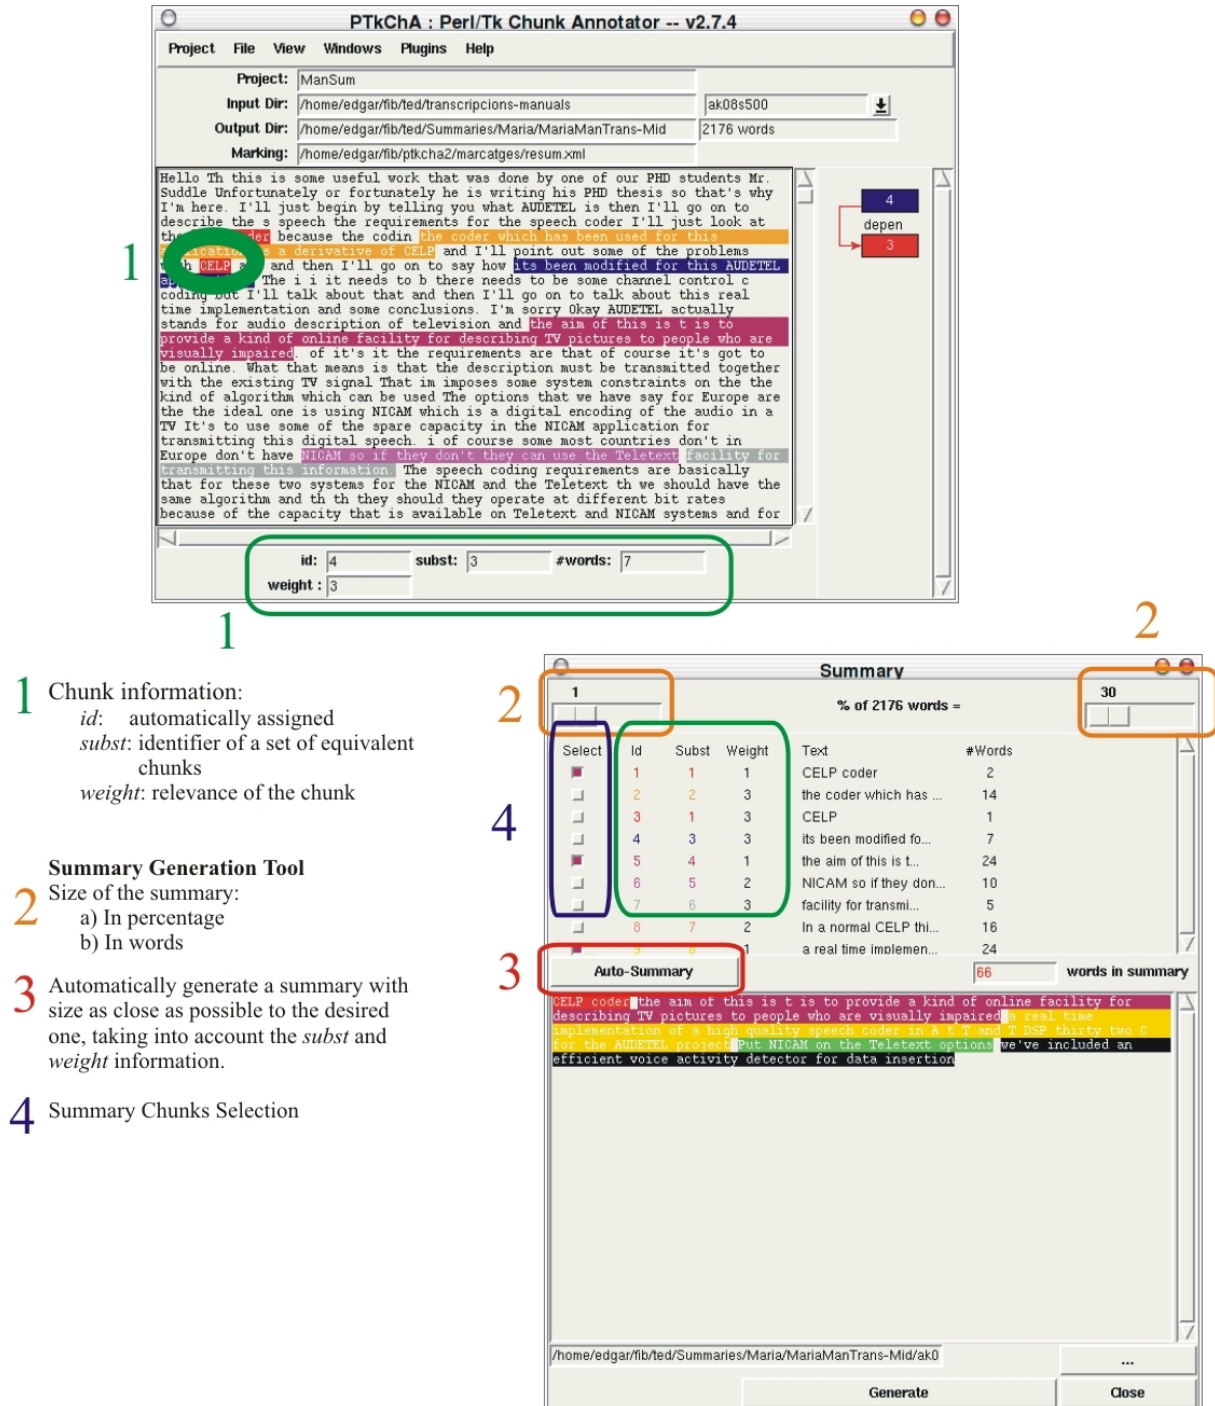 PTkChA : Perl/Tk Chunk Annotator -- v2.7.4
Project File View Windows Plugins Help
Project: ManSum
Input Dir: /home/edgar/fib/ted/transcripcions-manuals ak08s500
Output Dir: /home/edgar/fib/ted/Summaries/Maria/MariaManTrans-Mid 2176 words
Marking: /home/edgar/fib/ptkcha2/marcatges/resum.xml
Hello Th this is some useful work that was done by one of our PHD students Mr.
Suddle Unfortunately or fortunately he is writing his PHD thesis so that's why
I'm here. I'll just begin by telling you what AUDETEL is then I'll go on to
describe the s speech the requirements for the speech coder I'll just look at
because the codin the coder which has been used for this
is a derivative of CELP and I'll point out some of the problems
CELP and then I'll go on to say how its been modified for this AUDETEL
The i i it needs to b there needs to be some channel control c
coding but I'll talk about that and then I'll go on to talk about this real
time implementation and some conclusions. I'm sorry Okay AUDETEL actually
stands for audio description of television and the aim of this is t is to
provide a kind of online facility for describing TV pictures to people who are
visually impaired. of it's it the requirements are that of course it's got to
be online. What that means is that the description must be transmitted together
with the existing TV signal That im imposes some system constraints on the the
kind of algorithm which can be used The options that we have say for Europe are
the the ideal one is using NICAM which is a digital encoding of the audio in a
TV It's to use some of the spare capacity in the NICAM application for
transmitting this digital speech. i of course some most countries don't in
Europe don't have NICAM so if they don't they can use the Teletext facility for
transmitting this information. The speech coding requirements are basically
that for these two systems for the NICAM and the Teletext th we should have the
same algorithm and th th they should they operate at different bit rates
because of the capacity that is available on Teletext and NICAM systems and for
4
depen
3
1
id: 4 subst: 3 #words: 7
weight : 3
1
1 Chunk information:
id: automatically assigned
subst: identifier of a set of equivalent
chunks
weight: relevance of the chunk
Summary Generation Tool
2 Size of the summary:
a) In percentage
b) In words
3 Automatically generate a summary with
size as close as possible to the desired
one, taking into account the subst and
weight information.
4 Summary Chunks Selection
2
Summary
2 1 % of 2176 words = 30
Select Id Subst Weight Text #Words
1 1 1 CELP coder 2
2 2 3 the coder which has ... 14
3 1 3 CELP 1
4 3 3 its been modified fo... 7
5 4 1 the aim of this is t... 24
6 5 2 NICAM so if they don... 10
7 6 3 facility for transmi... 5
8 7 2 In a normal CELP thi... 16
9 8 1 a real time implemen... 24
4
3 Auto-Summary 66 words in summary
CELP coder the aim of this is t is to provide a kind of online facility for
describing TV pictures to people who are visually impaired a real time
implementation of a high quality speech coder in A t T and T DSP thirty two C
for the AUDETEL project Put NICAM on the Teletext options we've included an
efficient voice activity detector for data insertion
/home/edgar/fib/ted/Summaries/Maria/MariaManTrans-Mid/ak0 ...
Generate Close